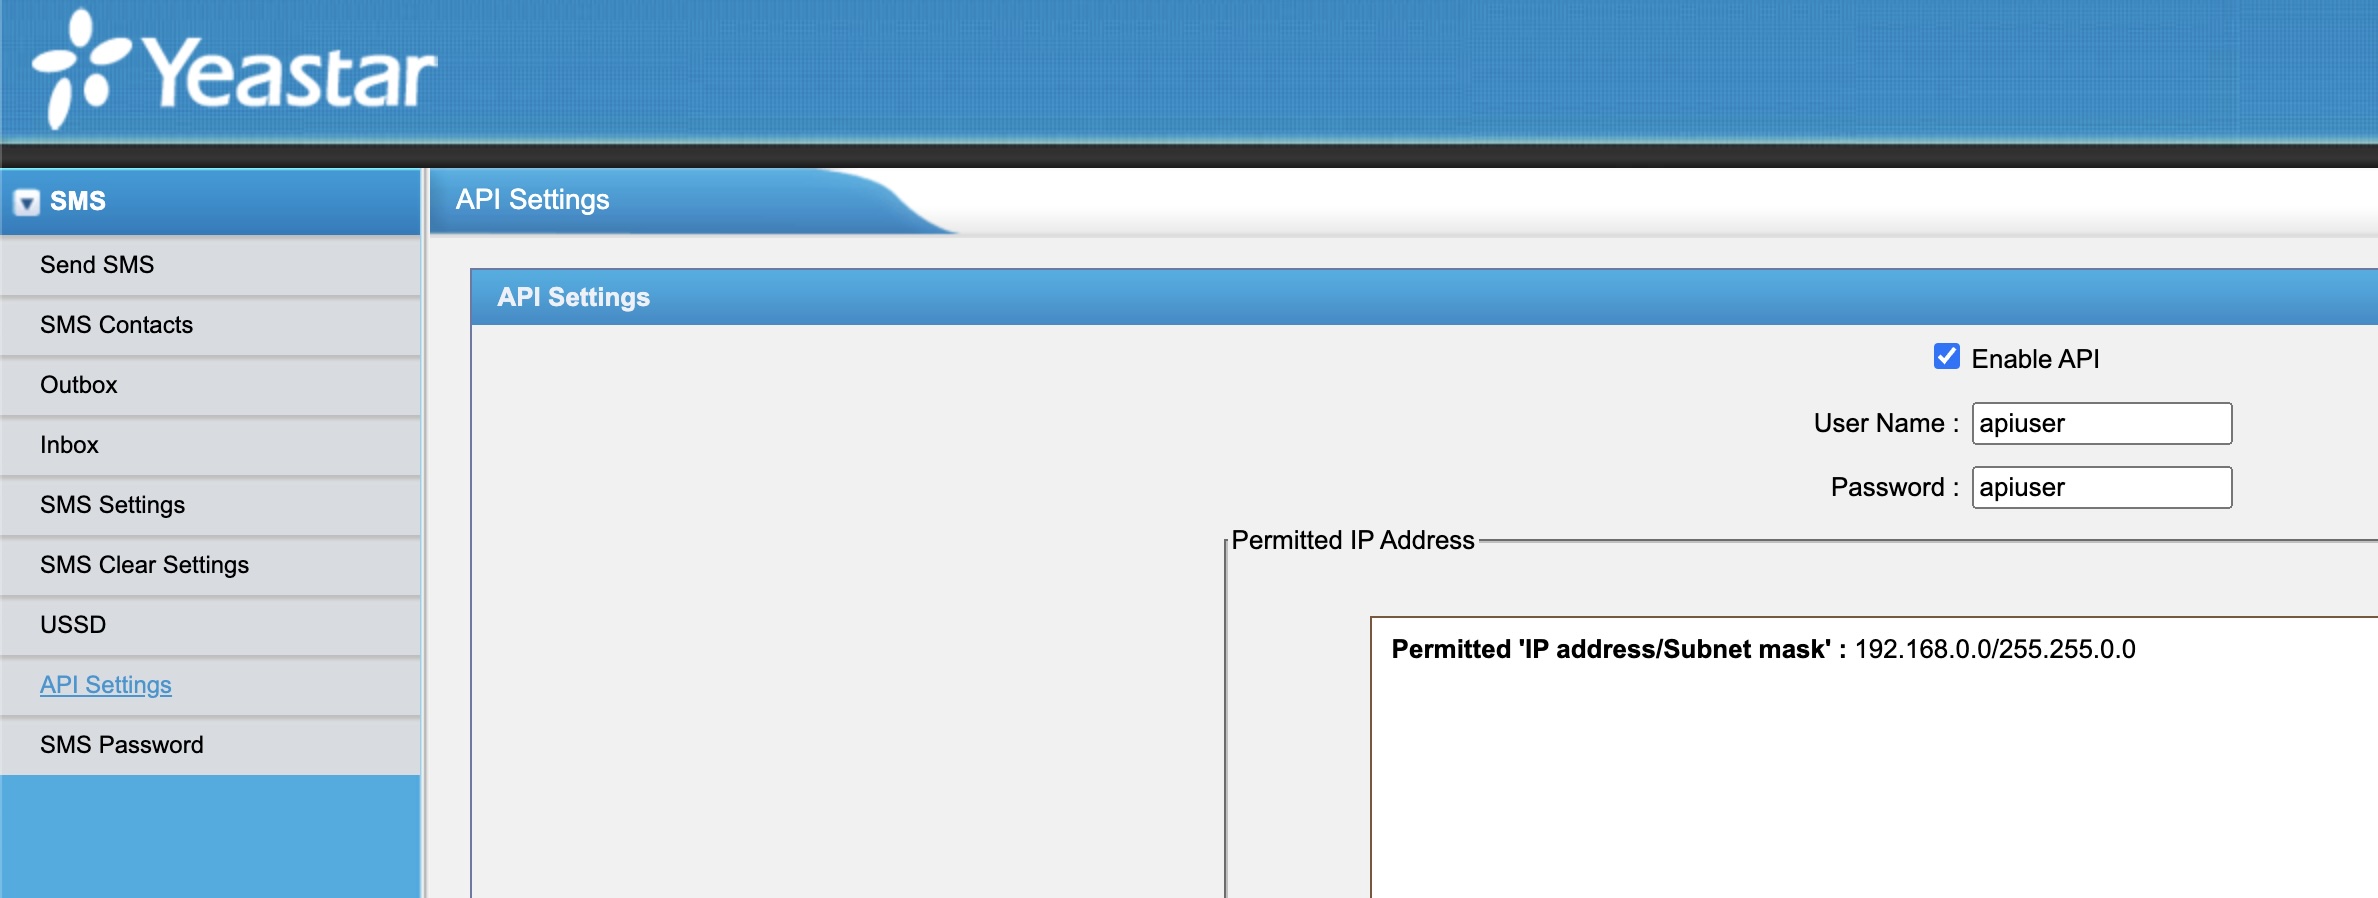 Yeastar
SMS
Send SMS
SMS Contacts
Outbox
Inbox
SMS Settings
SMS Clear Settings
USSD
API Settings
SMS Password
API Settings
API Settings
Enable API
User Name : apiuser
Password : apiuser
Permitted IP Address
Permitted 'IP address/Subnet mask' : 192.168.0.0/255.255.0.0